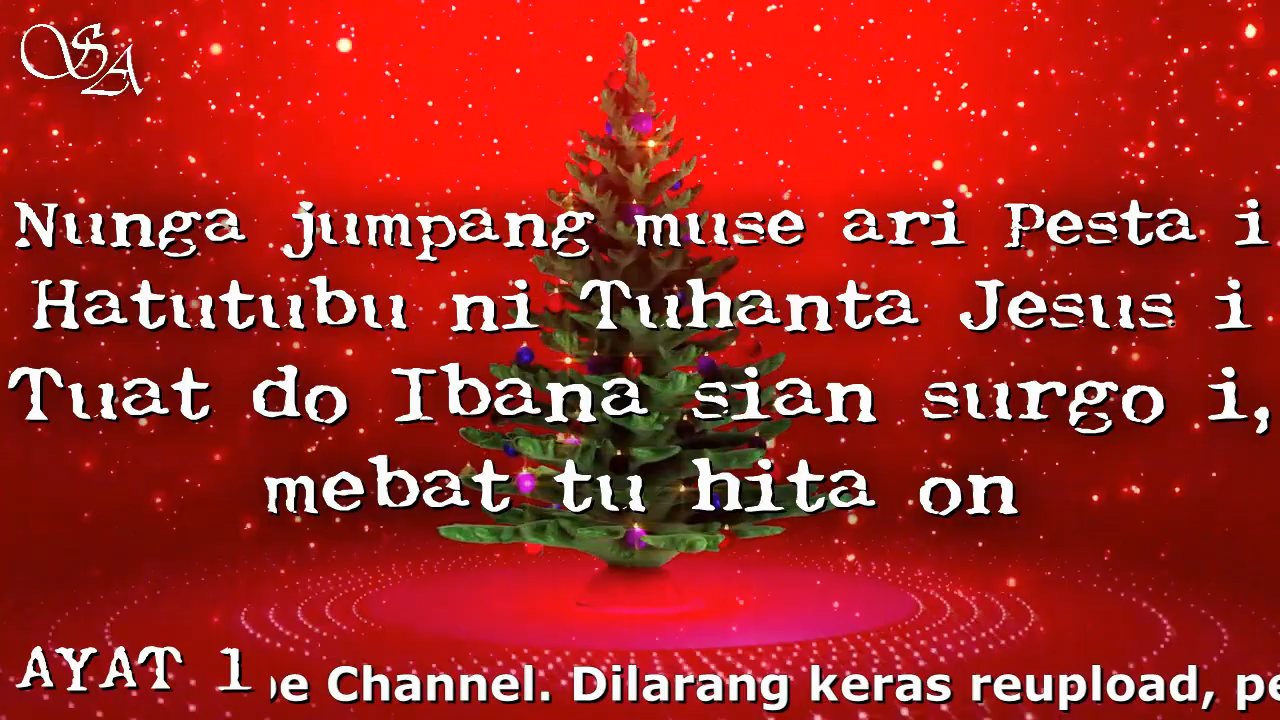 SA
Nunga jumpang muse ari Pesta i
Hatutubu ni Tuhanta Jesus i
Tuat do Ibana sian surgo i,
mebat tu hita on
AYAT 1
Channel. Dilarang keras reupload,